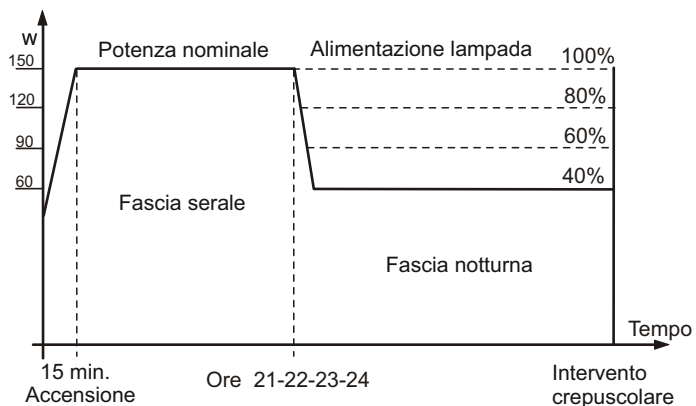 w
Potenza nominale
Alimentazione lampada
150
100%
120
80%
90
60%
60
40%
Fascia serale
Fascia notturna
Tempo
15 min.
Accensione
Ore 21-22-23-24
Intervento
crepuscolare